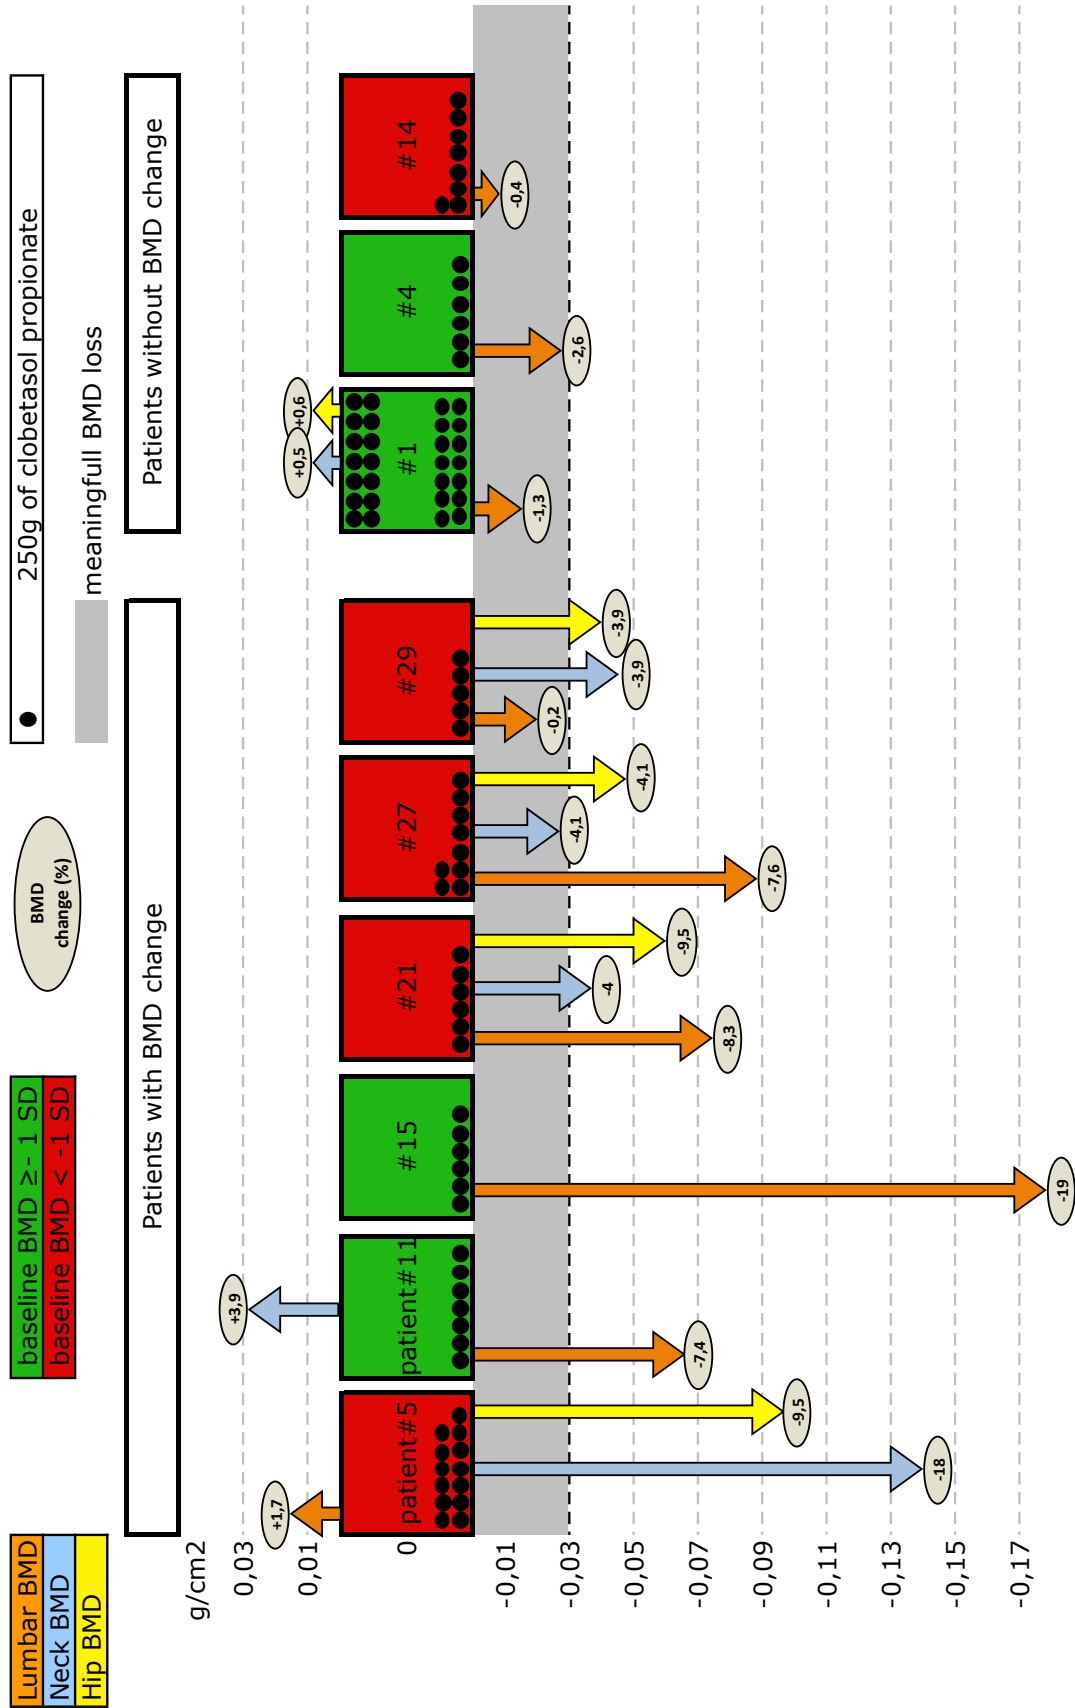 Lumbar BMD
Neck BMD
Hip BMD
baseline BMD ≥- 1 SD
baseline BMD < -1 SD
BMD
change (%)
250g of clobetasol propionate
meaningfull BMD loss
Patients with BMD change
Patients without BMD change
g/cm2
0,03
0,01
0
-0,01
-0,03
-0,05
-0,07
-0,09
-0,11
-0,13
-0,15
-0,17
patient#5
patient#11
#15
#21
#27
#29
#1
#4
#14
+1,7
-18
-9,5
-7,4
+3,9
-19
-8,3
-4
-9,5
-7,6
-4,1
-4,1
-0,2
-3,9
-3,9
-1,3
+0,5
+0,6
-2,6
-0,4